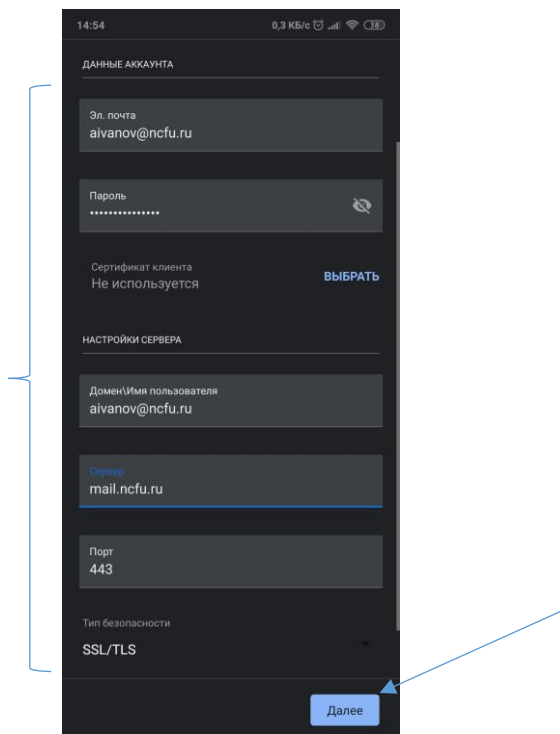 14:54 0,3 КБ/с 38
ДАННЫЕ АККАУНТА
Эл. почта
aivanov@ncfu.ru
Пароль
•••••••••••••••
Сертификат клиента
Не используется
ВЫБРАТЬ
НАСТРОЙКИ СЕРВЕРА
Домен\Имя пользователя
aivanov@ncfu.ru
Сервер
mail.ncfu.ru
Порт
443
Тип безопасности
SSL/TLS
Далее